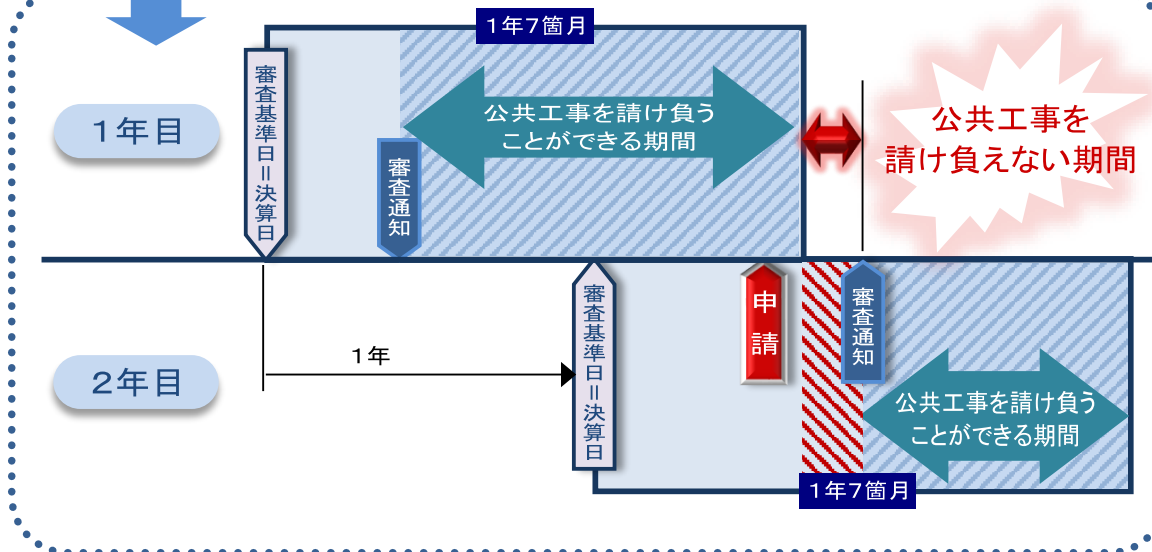 1年7箇月
1年目
審査基準日＝決算日
審査通知
公共工事を請け負う
ことができる期間
公共工事を
請け負えない期間
2年目
1年
審査基準日＝決算日
申請
審査通知
公共工事を請け負う
ことができる期間
1年7箇月